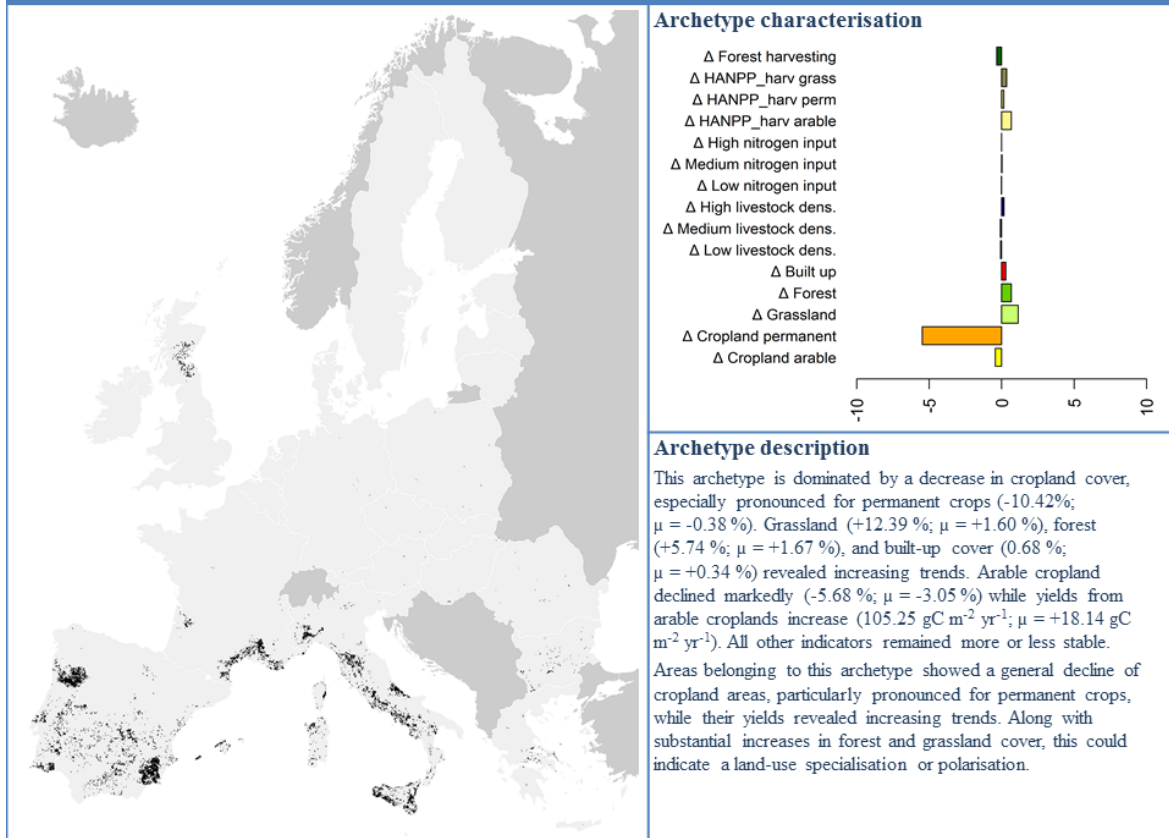 Archetype characterisation
Δ Forest harvesting
Δ HANPP_harv grass
Δ HANPP_harv perm
Δ HANPP_harv arable
Δ High nitrogen input
Δ Medium nitrogen input
Δ Low nitrogen input
Δ High livestock dens.
Δ Medium livestock dens.
Δ Low livestock dens.
Δ Built up
Δ Forest
Δ Grassland
Δ Cropland permanent
Δ Cropland arable
-10
-5
0
5
10
Archetype description
This archetype is dominated by a decrease in cropland cover,
especially pronounced for permanent crops (-10.42%;
μ = -0.38 %). Grassland (+12.39 %; μ = +1.60 %), forest
(+5.74 %; μ = +1.67 %), and built-up cover (0.68 %;
μ = +0.34 %) revealed increasing trends. Arable cropland
declined markedly (-5.68 %; μ = -3.05 %) while yields from
arable croplands increase (105.25 gC m⁻² yr⁻¹; μ = +18.14 gC
m⁻² yr⁻¹). All other indicators remained more or less stable.
Areas belonging to this archetype showed a general decline of
cropland areas, particularly pronounced for permanent crops,
while their yields revealed increasing trends. Along with
substantial increases in forest and grassland cover, this could
indicate a land-use specialisation or polarisation.